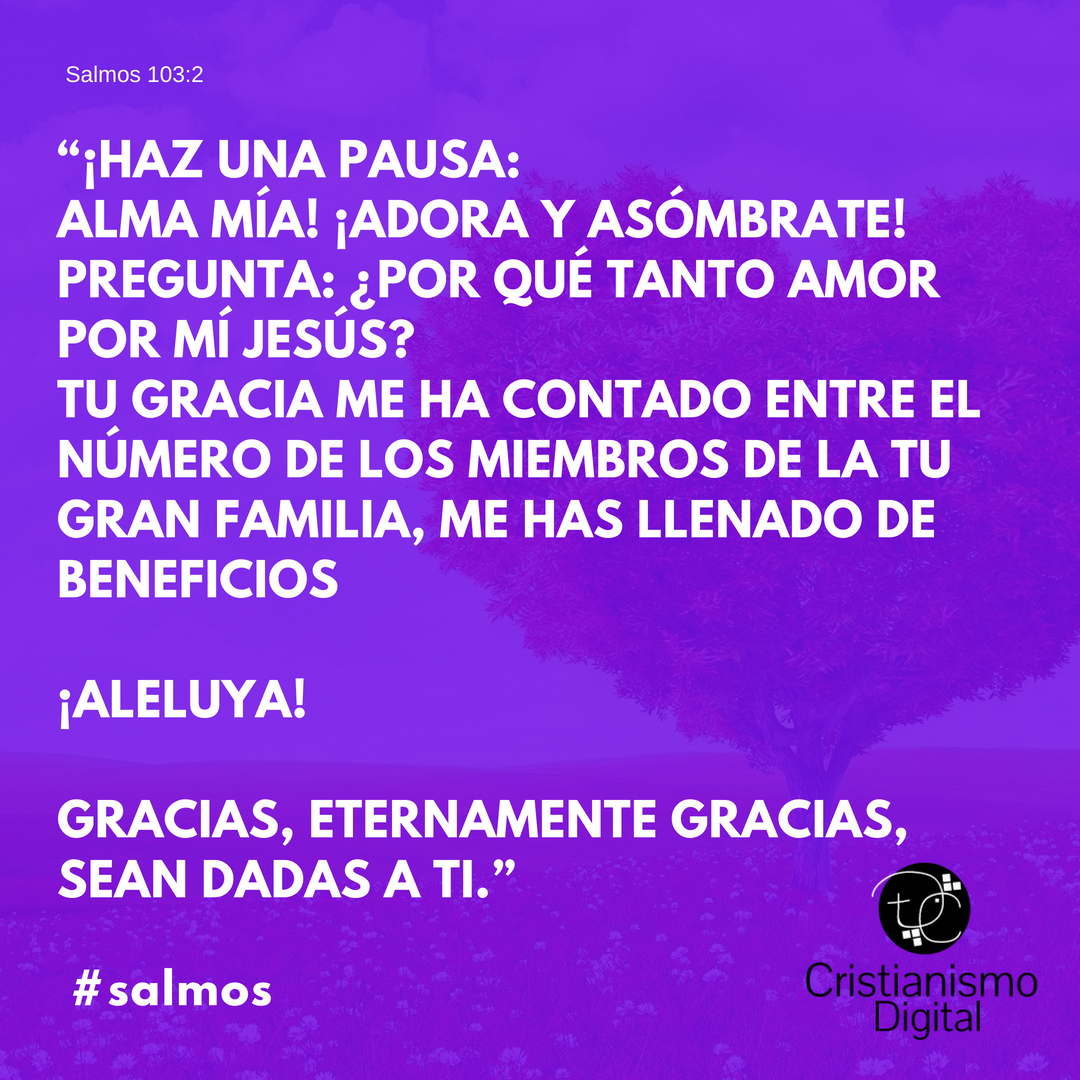 Salmos 103:2
“¡HAZ UNA PAUSA:
ALMA MÍA! ¡ADORA Y ASÓMBRATE!
PREGUNTA: ¿POR QUÉ TANTO AMOR
POR MÍ JESÚS?
TU GRACIA ME HA CONTADO ENTRE EL
NÚMERO DE LOS MIEMBROS DE LA TU
GRAN FAMILIA, ME HAS LLENADO DE
BENEFICIOS
¡ALELUYA!
GRACIAS, ETERNAMENTE GRACIAS,
SEAN DADAS A TI.”
#salmos
Cristianismo
Digital